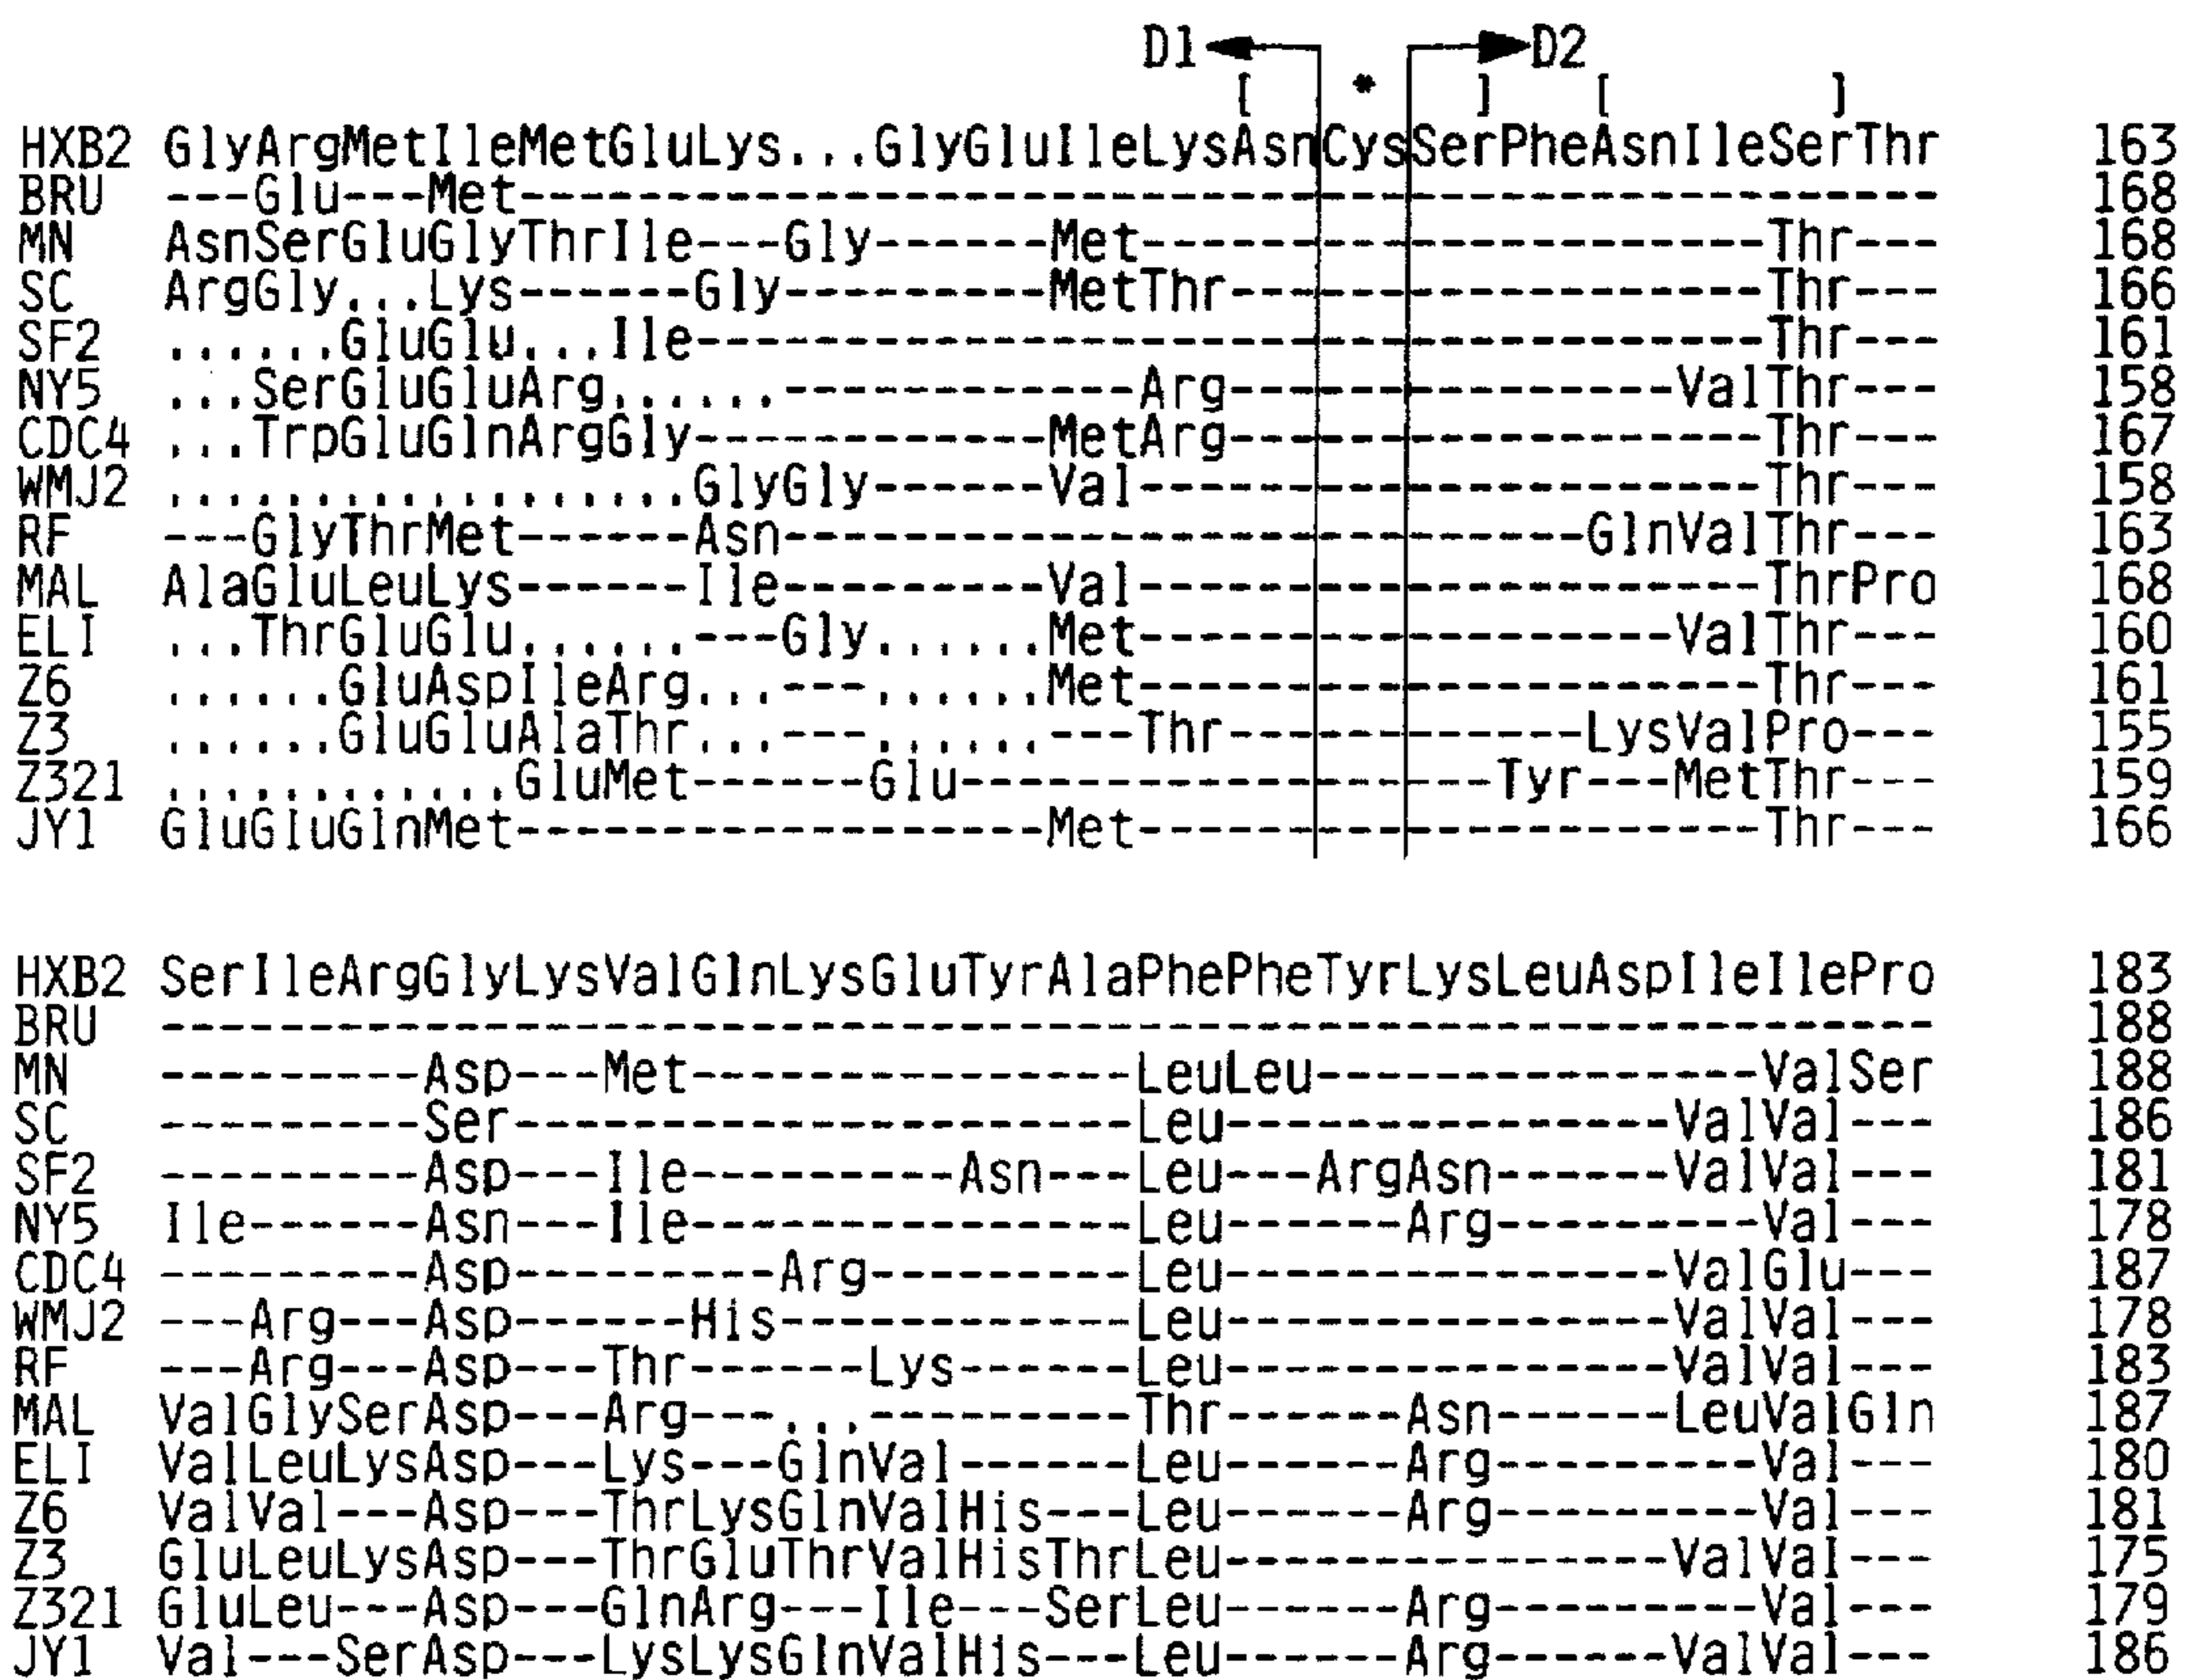 D1 D2
[ * ] [ ]
HXB2 GlyArgMetIleMetGluLys...GlyGluIleLysAsnCysSerPheAsnIleSerThr 163
BRU ---Glu---Met------------------------------------------------ 168
MN AsnSerGluGlyThrIle---Gly------Met---------------------Thr--- 168
SC ArgGly...Lys------Gly---------MetThr------------------Thr--- 166
SF2 ......GluGlu...Ile------------------------------------Thr--- 161
NY5 ...SerGluGluArg......------------Arg---------------ValThr--- 158
CDC4 ...TrpGluGlnArgGly------------MetArg------------------Thr--- 167
WMJ2 ..................GlyGly------Val---------------------Thr--- 158
RF ---GlyThrMet------Asn---------------------------GlnValThr--- 163
MAL AlaGluLeuLys------Ile---------Val---------------------ThrPro 168
ELI ...ThrGluGlu......---Gly......Met------------------ValThr--- 160
Z6 ......GluAspIleArg...---......Met---------------------Thr--- 161
Z3 ......GluGluAlaThr...---......---Thr------------LysValPro--- 155
Z321 ............GluMet------Glu------------------Tyr---MetThr--- 159
JY1 GluGluGlnMet------------------Met---------------------Thr--- 166
HXB2 SerIleArgGlyLysValGlnLysGluTyrAlaPhePheTyrLysLeuAspIleIlePro 183
BRU ------------------------------------------------------------ 188
MN ---------Asp---Met---------------LeuLeu---------------ValSer 188
SC ---------Ser---------------------Leu---------------ValVal--- 186
SF2 ---------Asp---Ile---------Asn---Leu---ArgAsn------ValVal--- 181
NY5 Ile------Asn---Ile---------------Leu------Arg---------Val--- 178
CDC4 ---------Asp---------Arg---------Leu---------------ValGlu--- 187
WMJ2 ---Arg---Asp------His------------Leu---------------ValVal--- 178
RF ---Arg---Asp---Thr------Lys------Leu---------------ValVal--- 183
MAL ValGlySerAsp---Arg---...---------Thr------Asn------LeuValGln 187
ELI ValLeuLysAsp---Lys---GlnVal------Leu------Arg---------Val--- 180
Z6 ValVal---Asp---ThrLysGlnValHis---Leu------Arg---------Val--- 181
Z3 GluLeuLysAsp---ThrGluThrValHisThrLeu---------------ValVal--- 175
Z321 GluLeu---Asp---GlnArg---Ile---SerLeu------Arg---------Val--- 179
JY1 Val---SerAsp---LysLysGlnValHis---Leu------Arg------ValVal--- 186